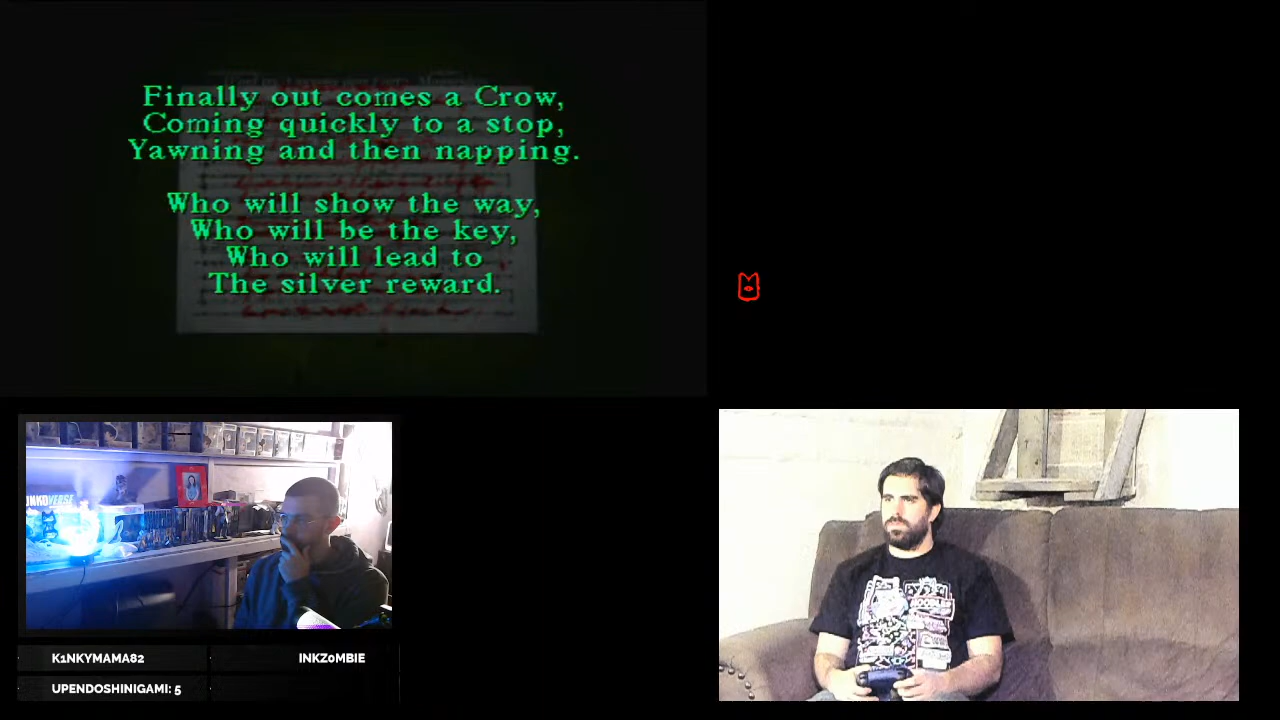 Finally out comes a Crow,
Coming quickly to a stop,
Yawning and then napping.
Who will show the way,
Who will be the key,
Who will lead to
The silver reward.
K1NKYMAMA82
INKZ0MBIE
UPENDOSHINIGAMI: 5